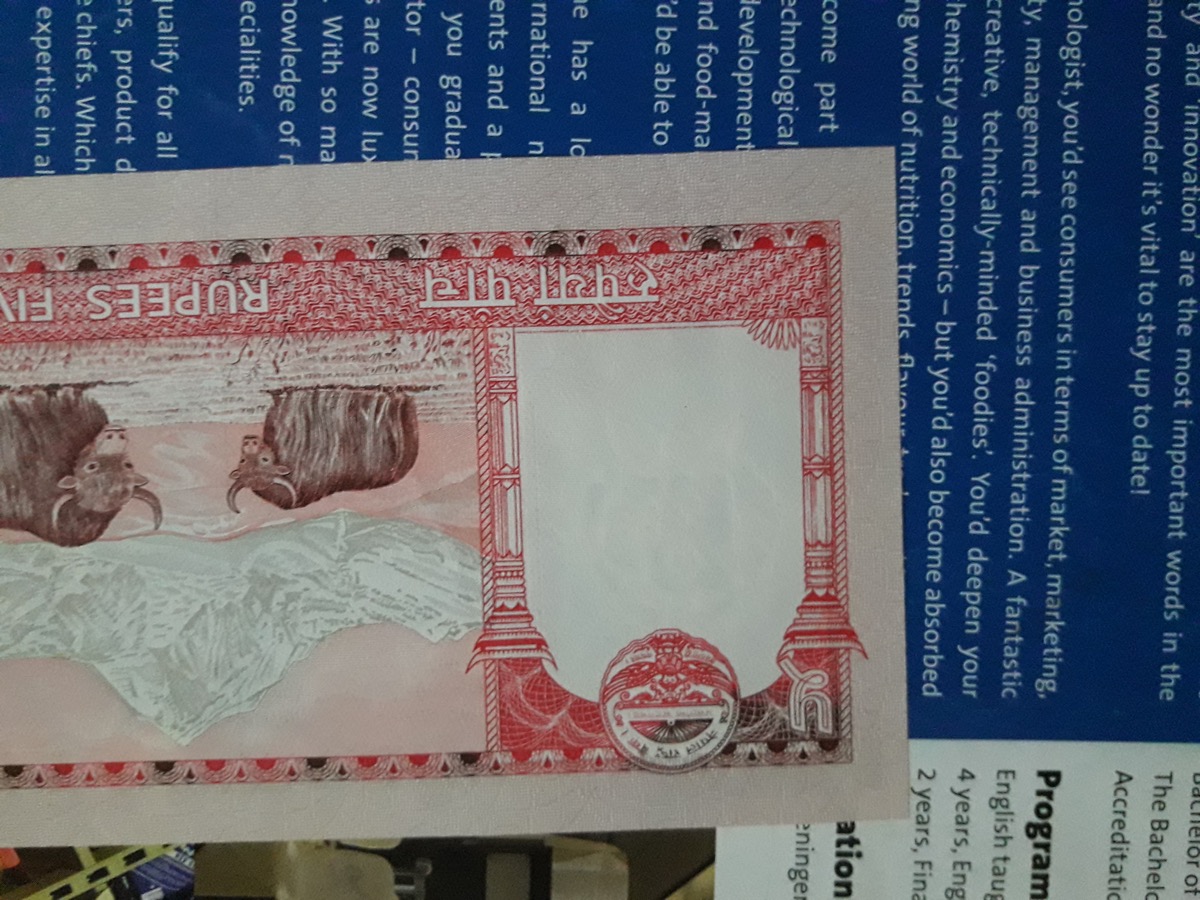 रूपैयाँ पाँच RUPEES FIV
५
नेपाल राष्ट्र बैंक
ty, and innovation' are the most important words in the
and no wonder it's vital to stay up to date!
nologist, you'd see consumers in terms of market, marketing,
ty, management and business administration. A fantastic
creative, technically-minded 'foodies'. You'd deepen your
hemistry and economics – but you'd also become absorbed
ng world of nutrition, trends, flavour
come part
echnological
development
nd food-ma
'd be able to
ne has a lo
rnational n
ents and a p
you gradua
tor – consum
s are now lux
. With so ma
nowledge of r
ecialities.
qualify for all
ers, product d
e chiefs. Which
expertise in al
Bachelor of
The Bachelo
Accreditatio
Program
English taug
4 years, Eng
2 years, Fina
ation
eningen